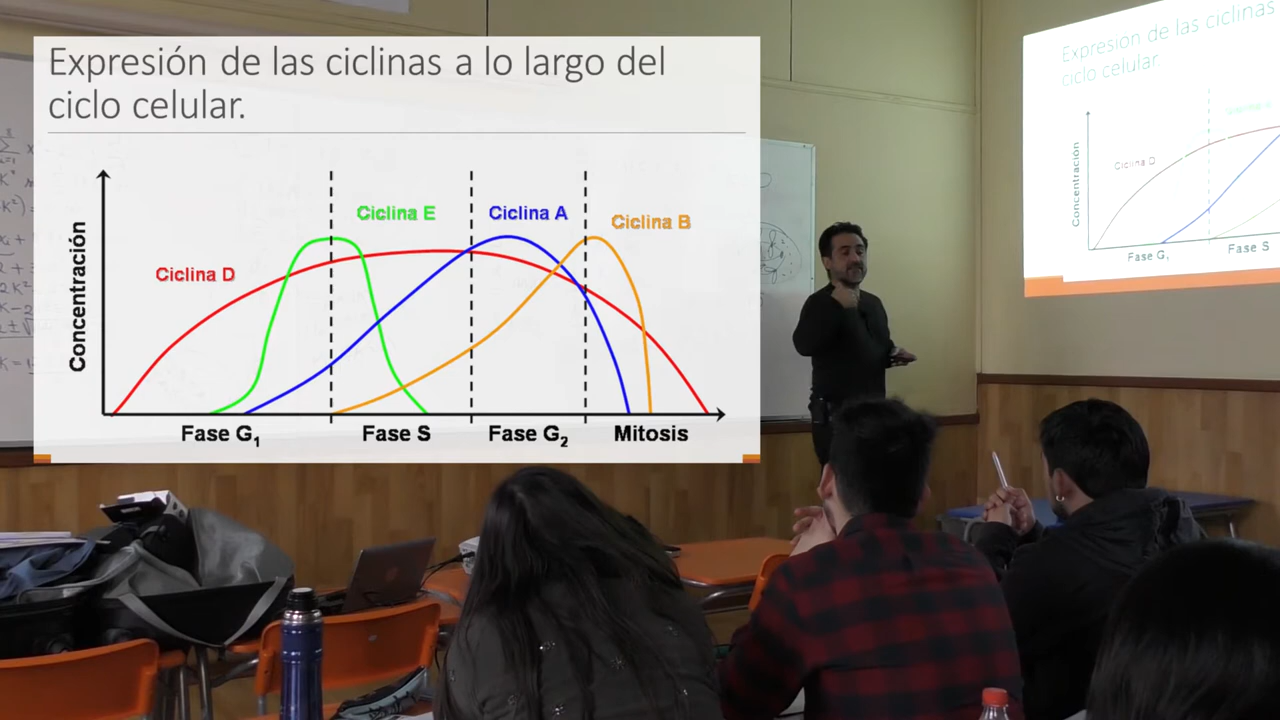 Expresión de las ciclinas a lo largo del
ciclo celular.
Concentración
Ciclina D
Ciclina E
Ciclina A
Ciclina B
Fase G1
Fase S
Fase G2
Mitosis
Expresión de las ciclinas
ciclo celular.
Concentración
Ciclina D
Fase G1
Fase S